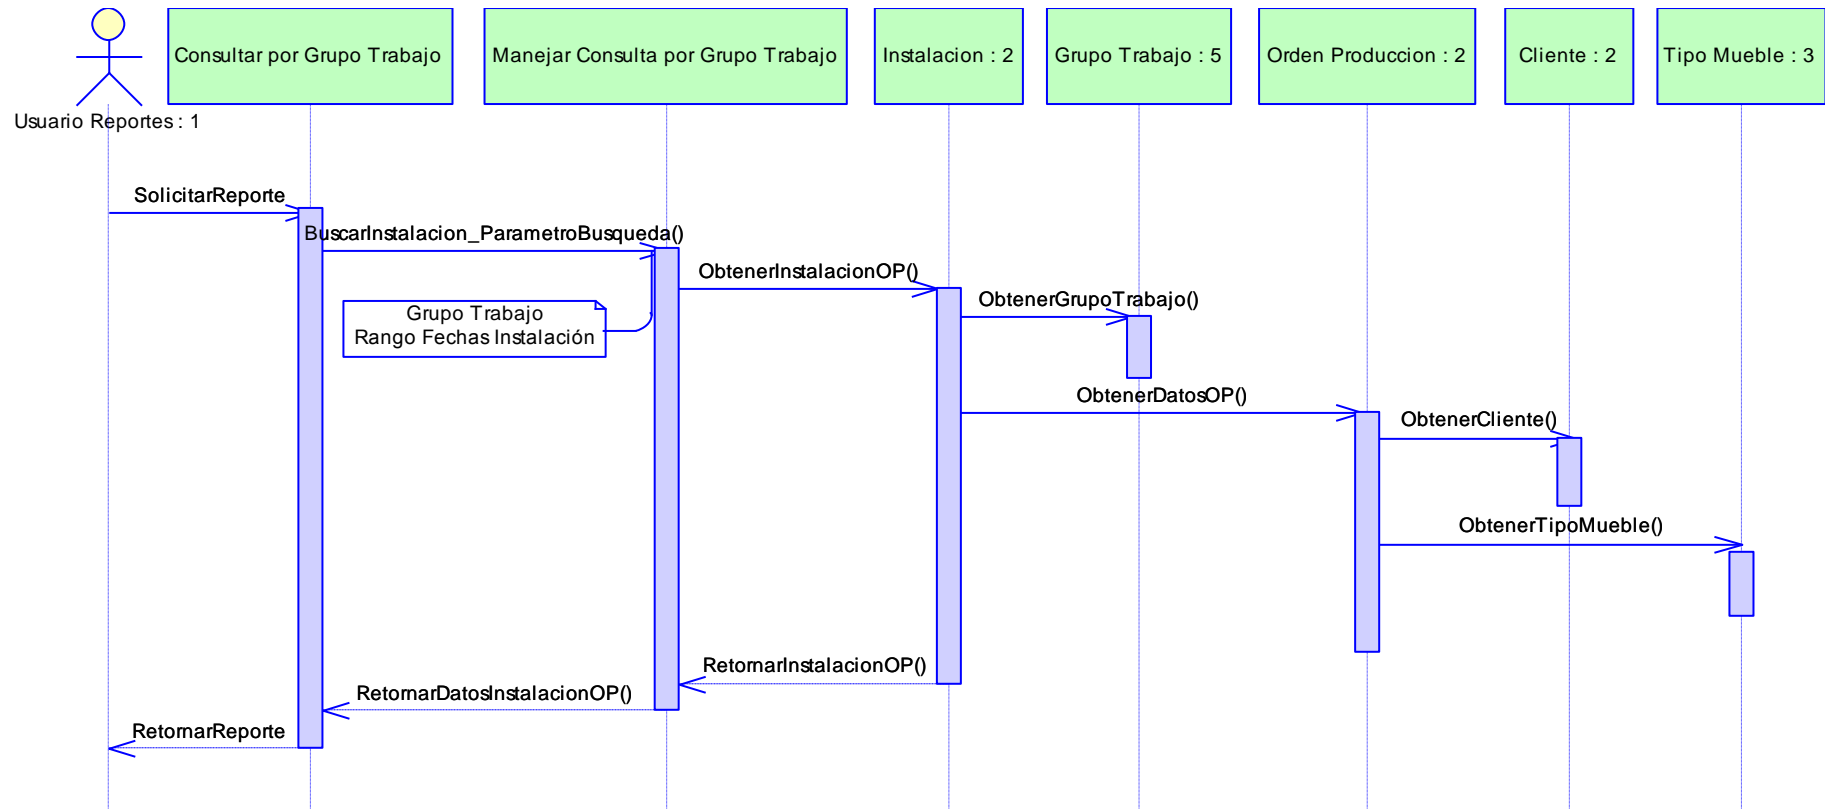 Consultar por Grupo Trabajo
Manejar Consulta por Grupo Trabajo
Instalacion : 2
Grupo Trabajo : 5
Orden Produccion : 2
Cliente : 2
Tipo Mueble : 3
Usuario Reportes : 1
SolicitarReporte
BuscarInstalacion_ParametroBusqueda()
ObtenerInstalacionOP()
ObtenerGrupoTrabajo()
Grupo Trabajo
Rango Fechas Instalación
ObtenerDatosOP()
ObtenerCliente()
ObtenerTipoMueble()
RetornarInstalacionOP()
RetornarDatosInstalacionOP()
RetornarReporte